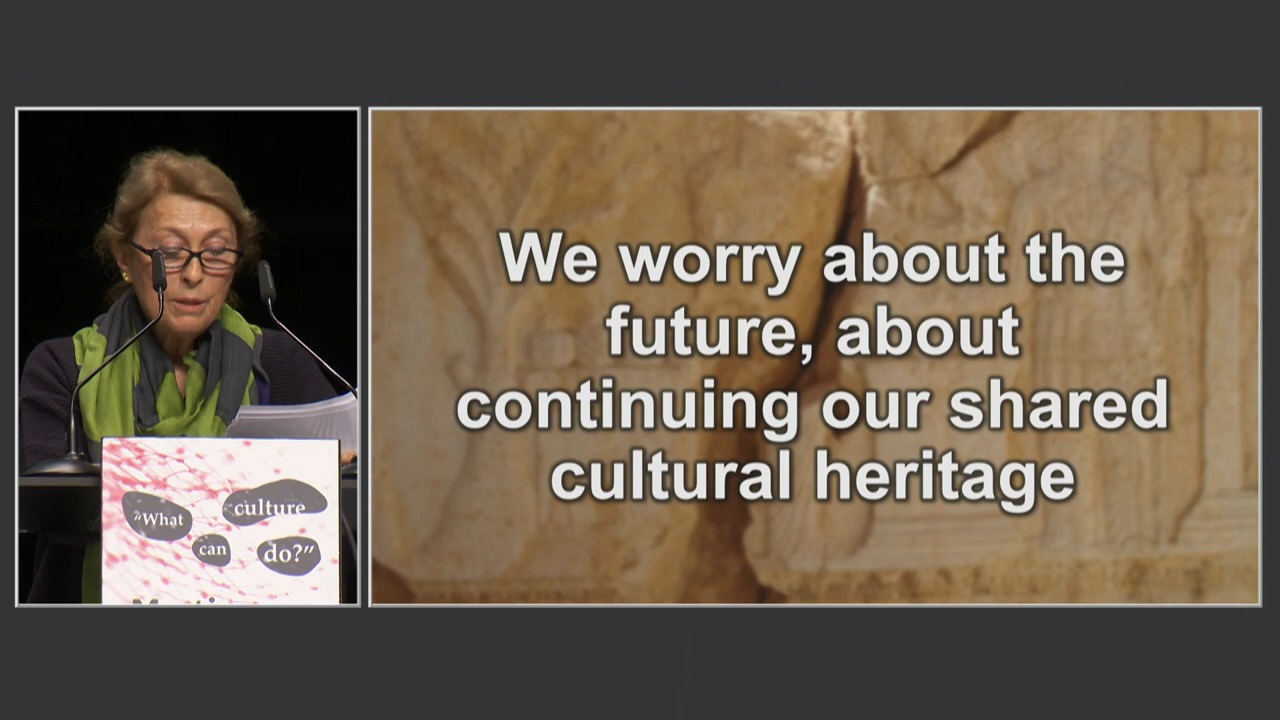 We worry about the
future, about
continuing our shared
cultural heritage
"What
culture
can
do?"